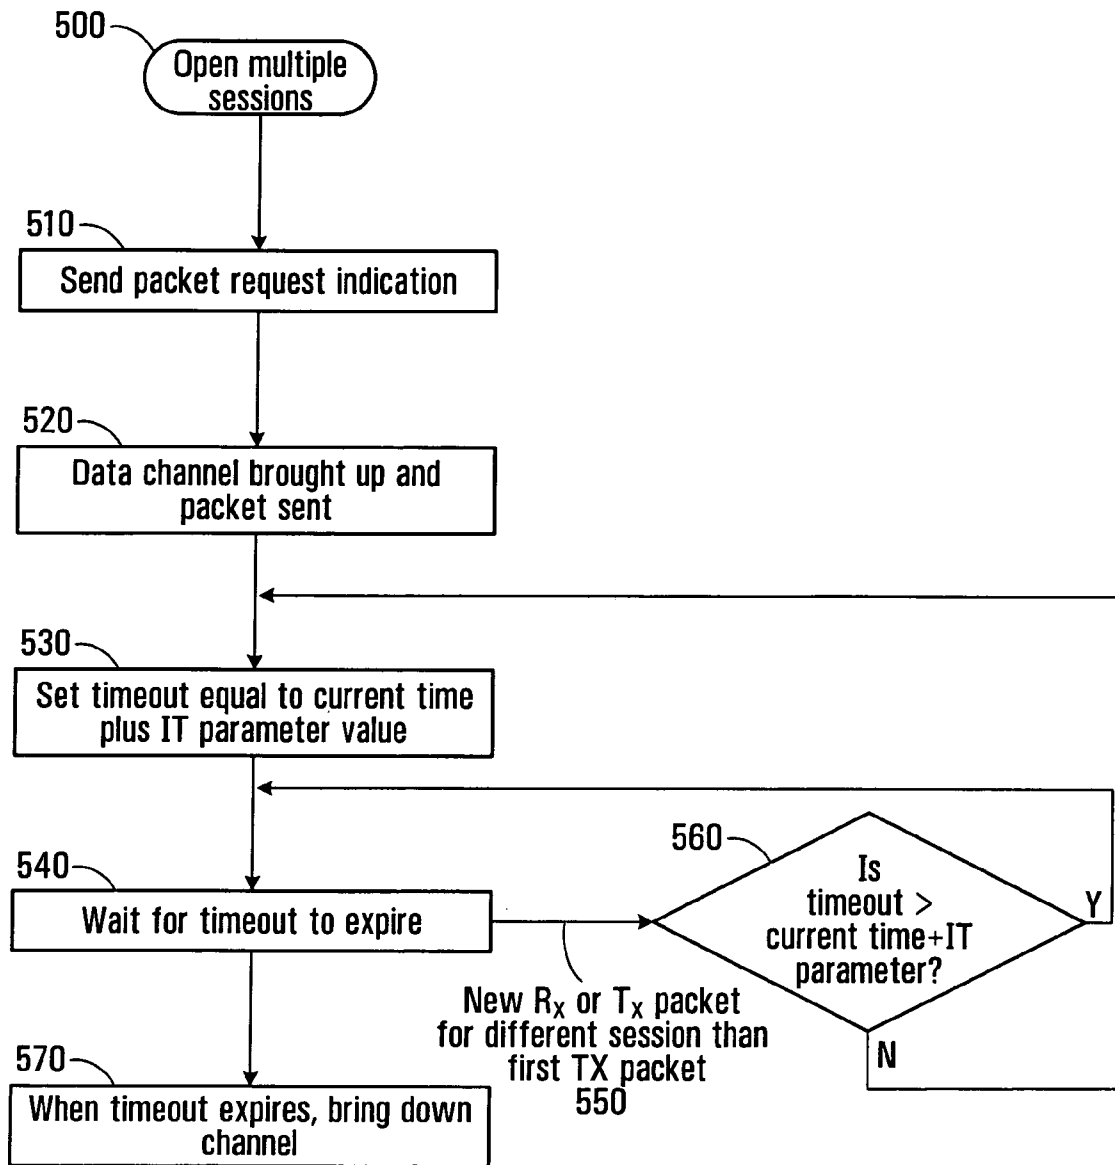 500
Open multiple
sessions
510
Send packet request indication
520
Data channel brought up and
packet sent
530
Set timeout equal to current time
plus IT parameter value
540
Wait for timeout to expire
560
Is
timeout >
current time+IT
parameter?
Y
N
New Rx or Tx packet
for different session than
first TX packet
550
570
When timeout expires, bring down
channel